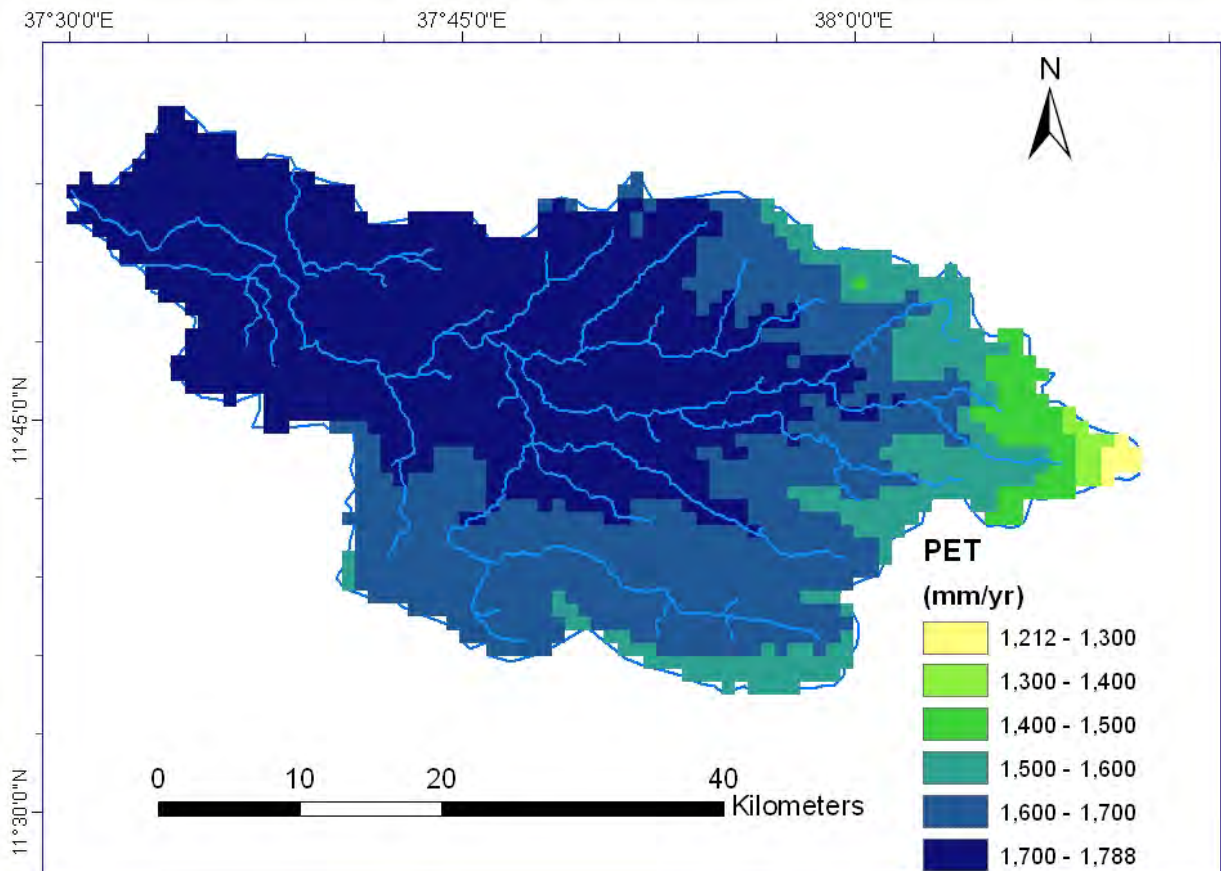 37°30'0"E 37°45'0"E 38°0'0"E
N
11°45'0"N
PET
(mm/yr)
1,212 - 1,300
1,300 - 1,400
1,400 - 1,500
1,500 - 1,600
1,600 - 1,700
1,700 - 1,788
0 10 20 40
Kilometers
11°30'0"N